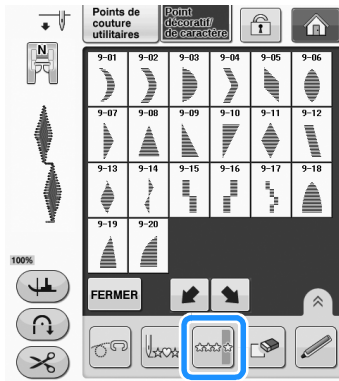 Points de
couture
utilitaires
Point
décoratif/
de caractère
N
9-01 9-02 9-03 9-04 9-05 9-06
9-07 9-08 9-09 9-10 9-11 9-12
9-13 9-14 9-15 9-16 9-17 9-18
9-19 9-20
100%
FERMER